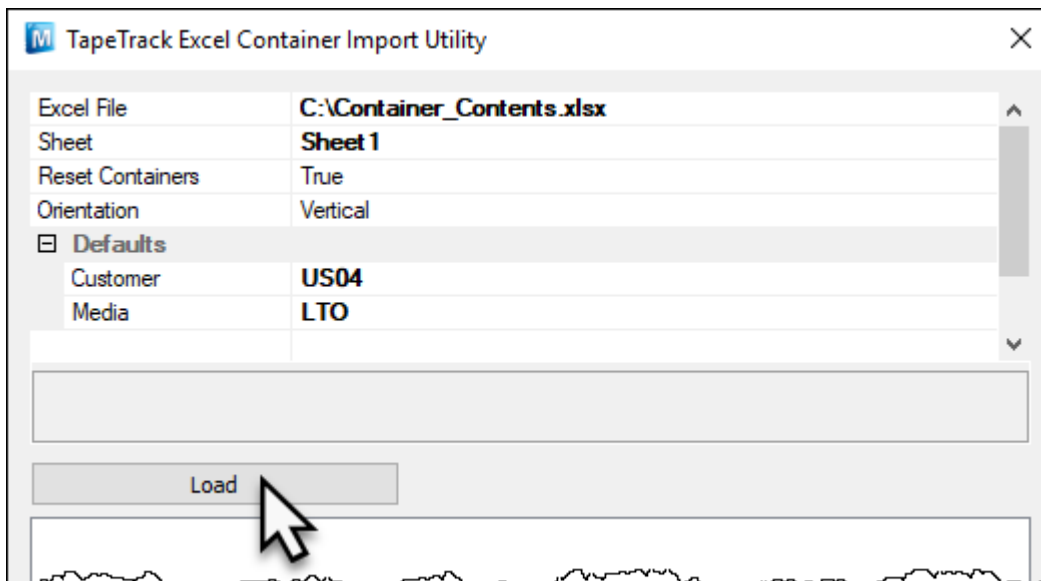 M TapeTrack Excel Container Import Utility
Excel File C:\Container_Contents.xlsx
Sheet Sheet1
Reset Containers True
Orientation Vertical
Defaults
Customer US04
Media LTO
Load